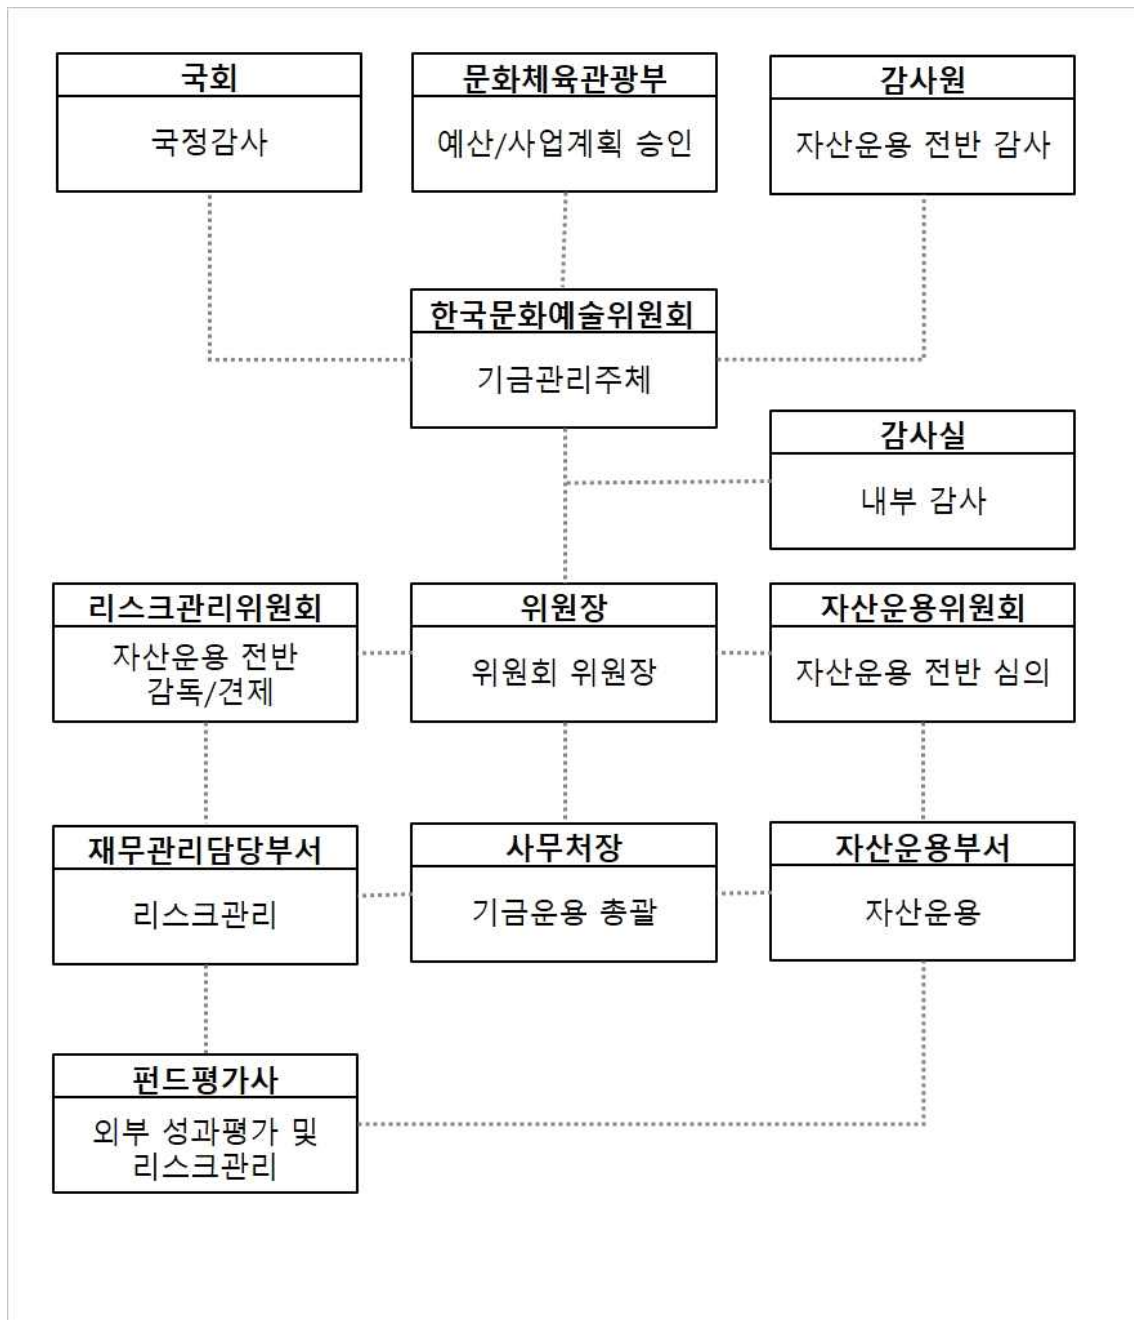 국회
국정감사
문화체육관광부
예산/사업계획 승인
감사원
자산운용 전반 감사
한국문화예술위원회
기금관리주체
감사실
내부 감사
리스크관리위원회
자산운용 전반
감독/견제
위원장
위원회 위원장
자산운용위원회
자산운용 전반 심의
재무관리담당부서
리스크관리
사무처장
기금운용 총괄
자산운용부서
자산운용
펀드평가사
외부 성과평가 및
리스크관리